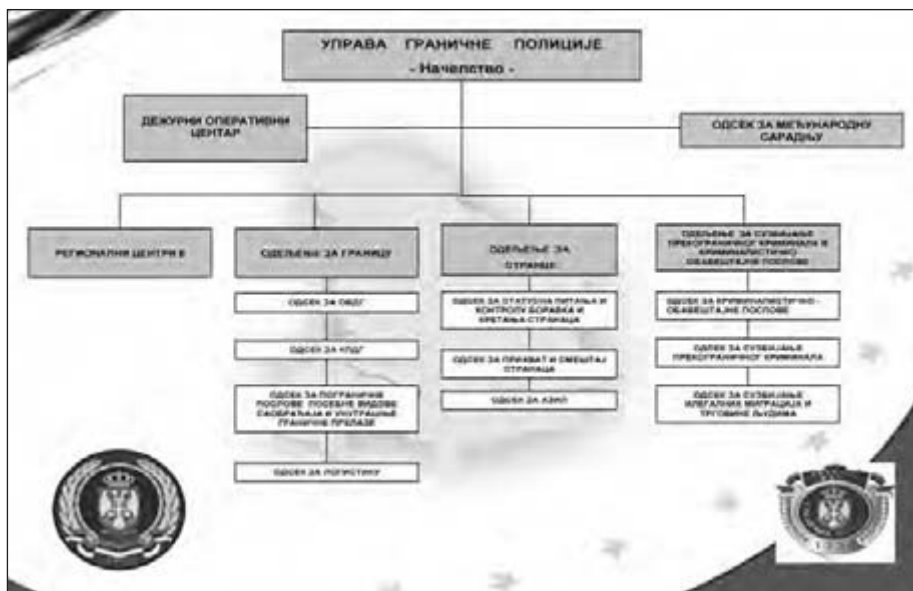 УПРАВА ГРАНИЧНЕ ПОЛИЦИЈЕ
- Начелство -
ДЕЖУРНИ ОПЕРАТИВНИ
ЦЕНТАР
ОДСЕК ЗА МЕЂУНАРОДНУ
САРАДЊУ
РЕГИОНАЛНИ ЦЕНТРИ
ОДЕЉЕЊЕ ЗА ГРАНИЦУ
ОДСЕК ЗА ОБДГ
ОДСЕК ЗА КПДГ
ОДСЕК ЗА ПОГРАНИЧНЕ
ПОСЛОВЕ ПОСЕБНЕ ВИДОВЕ
САОБРАЋАЈА И УНУТРАШЊЕ
ГРАНИЧНЕ ПРЕЛАЗЕ
ОДСЕК ЗА ЛОГИСТИКУ
ОДЕЉЕЊЕ ЗА
СТРАНЦЕ
ОДСЕК ЗА СТАТУСНА ПИТАЊА И
КОНТРОЛУ БОРАВКА И
КРЕТАЊА СТРАНАЦА
ОДСЕК ЗА ПРИХВАТ И СМЕШТАЈ
СТРАНАЦА
ОДСЕК ЗА АЗИЛ
ОДЕЉЕЊЕ ЗА СУЗБИЈАЊЕ
ПРЕКОГРАНИЧНОГ КРИМИНАЛА И
КРИМИНАЛИСТИЧКО
ОБАВЕШТАЈНЕ ПОСЛОВЕ
ОДСЕК ЗА КРИМИНАЛИСТИЧКО-
ОБАВЕШТАЈНЕ ПОСЛОВЕ
ОДСЕК ЗА СУЗБИЈАЊЕ
ПРЕКОГРАНИЧНОГ КРИМИНАЛА
ОДСЕК ЗА СУЗБИЈАЊЕ
ИЛЕГАЛНИХ МИГРАЦИЈА И
ТРГОВИНЕ ЉУДИМА